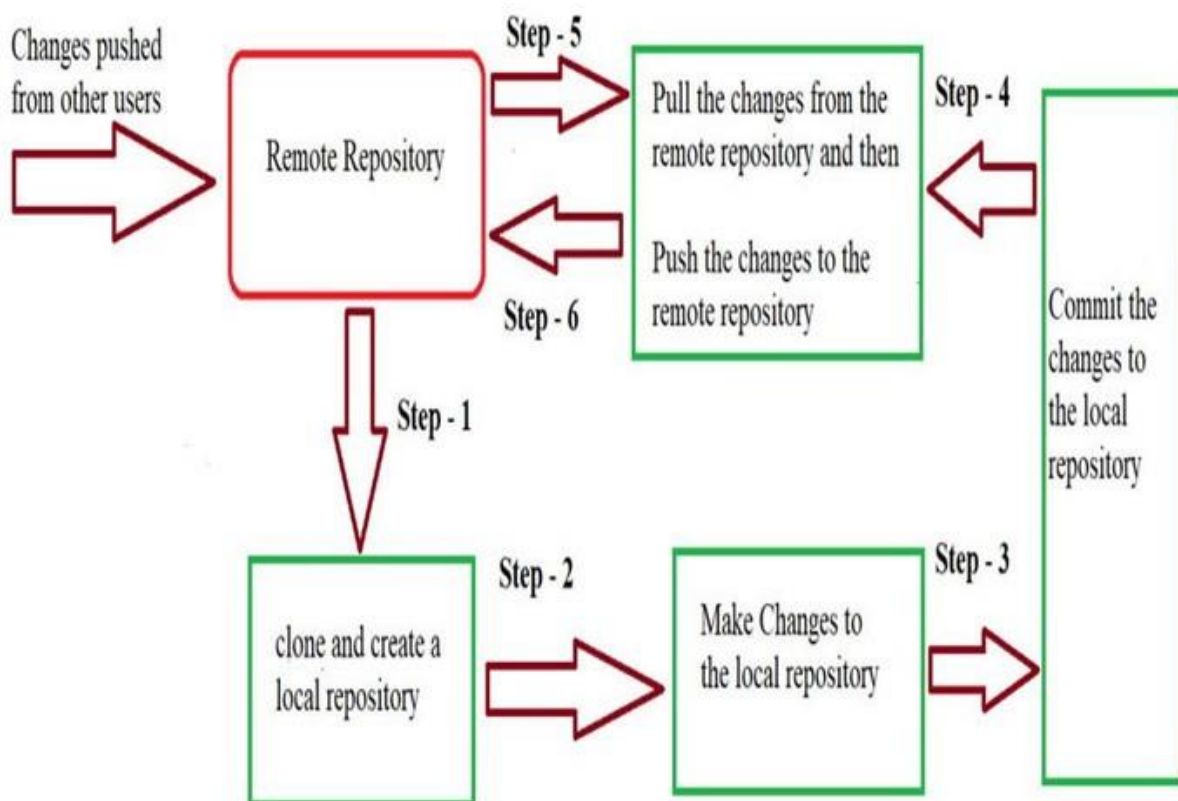 Changes pushed
from other users
Remote Repository
Step - 5
Pull the changes from the
remote repository and then
Push the changes to the
remote repository
Step - 4
Step - 6
Commit the
changes to
the local
repository
Step - 1
clone and create a
local repository
Step - 2
Make Changes to
the local repository
Step - 3